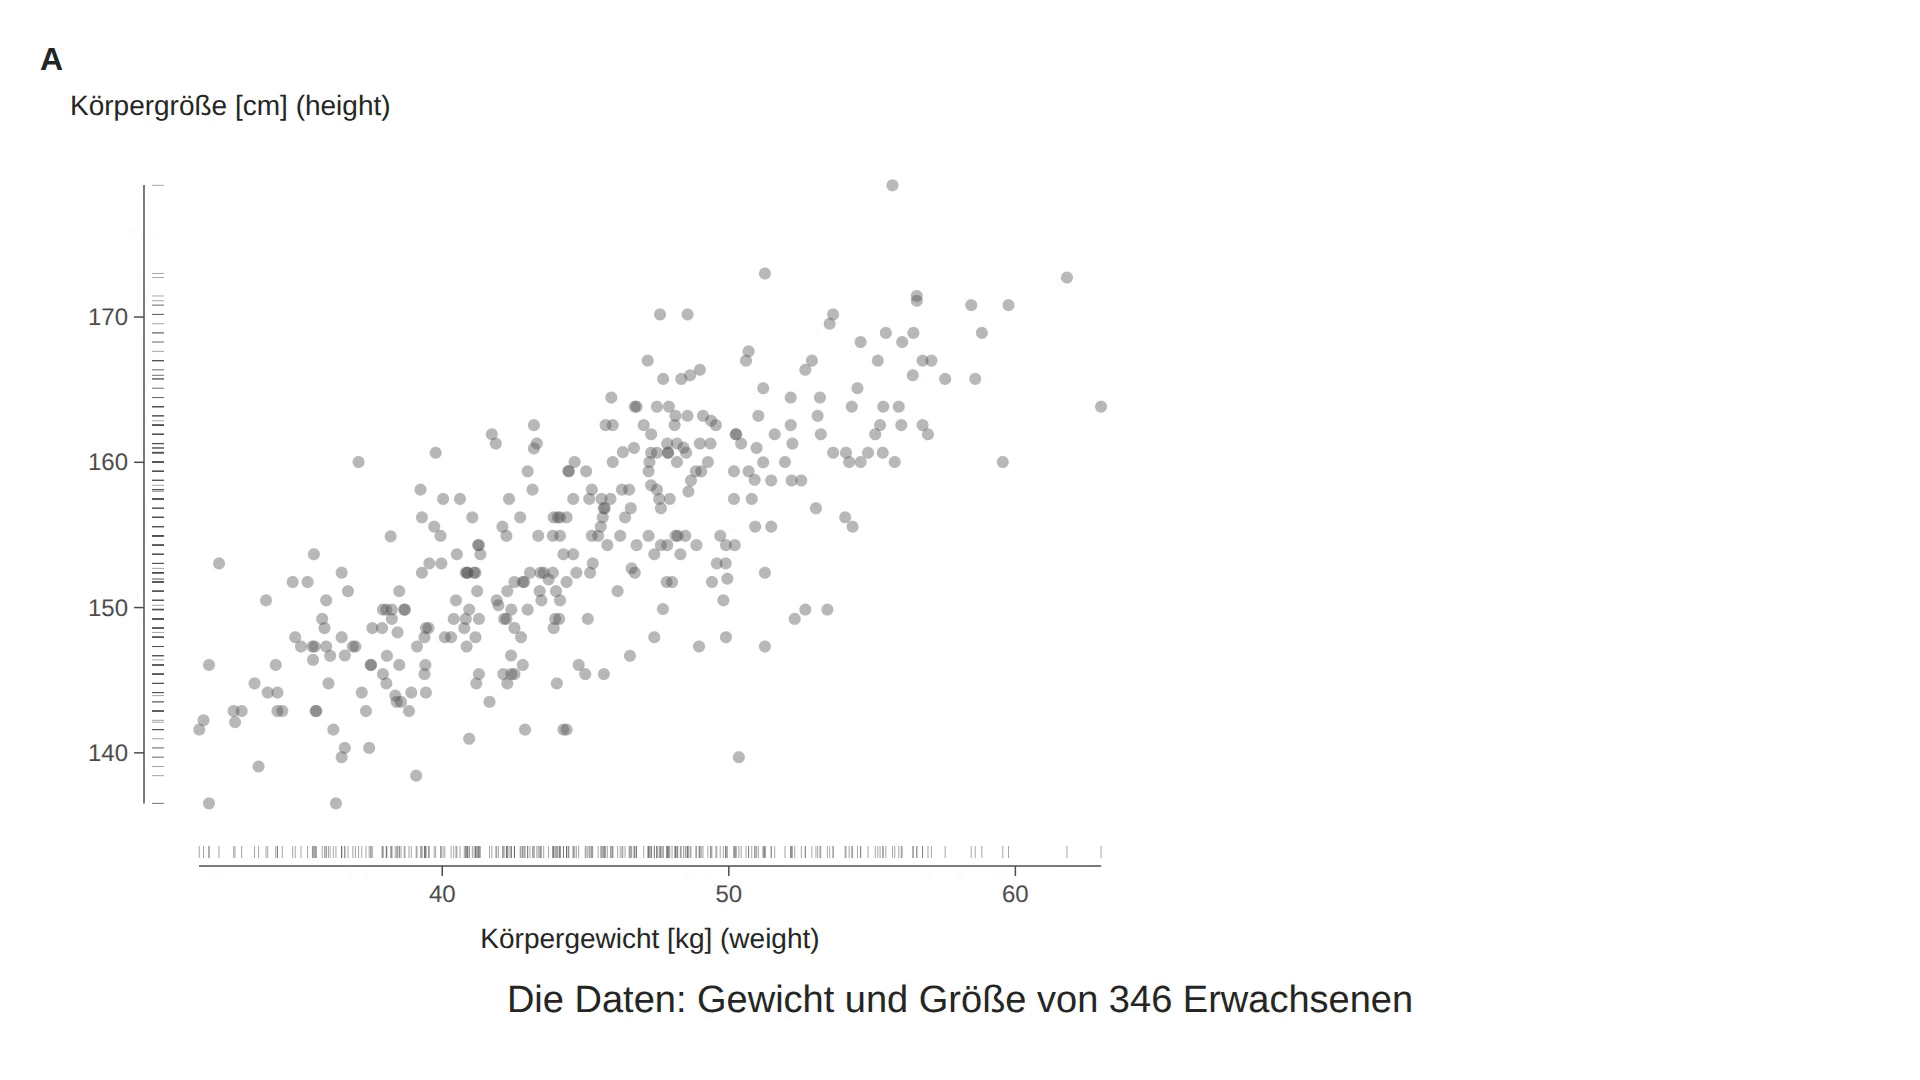 A
Körpergröße [cm] (height)
170
160
150
140
40 50 60
Körpergewicht [kg] (weight)
Die Daten: Gewicht und Größe von 346 Erwachsenen